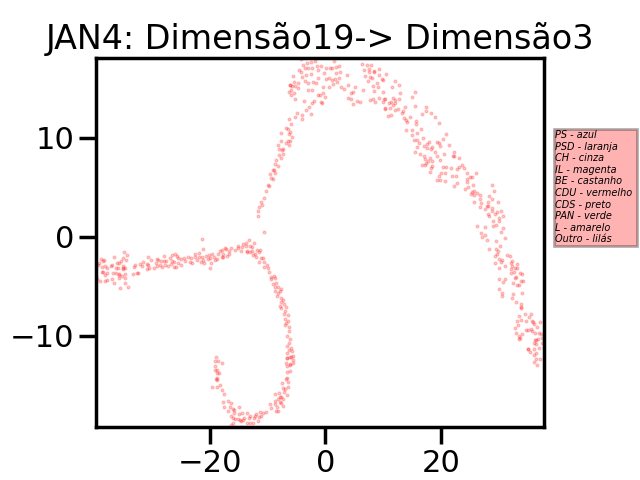 JAN4: Dimensão19-> Dimensão3
10
0
−10
−20
0
20
PS - azul
PSD - laranja
CH - cinza
IL - magenta
BE - castanho
CDU - vermelho
CDS - preto
PAN - verde
L - amarelo
Outro - lilás